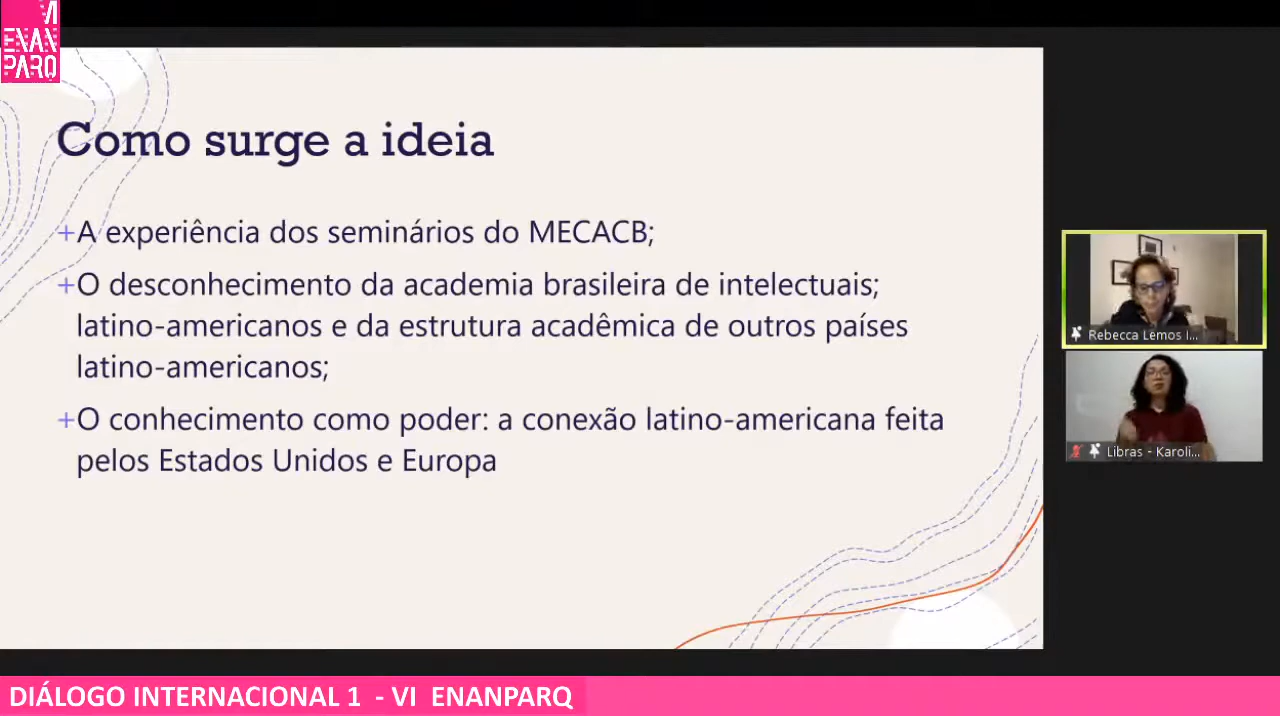 VI
ENAN
PARQ
Como surge a ideia
+A experiência dos seminários do MECACB;
+O desconhecimento da academia brasileira de intelectuais;
latino-americanos e da estrutura acadêmica de outros países
latino-americanos;
+O conhecimento como poder: a conexão latino-americana feita
pelos Estados Unidos e Europa
Rebecca Lemos I...
Libras - Karoli...
DIÁLOGO INTERNACIONAL 1 - VI ENANPARQ